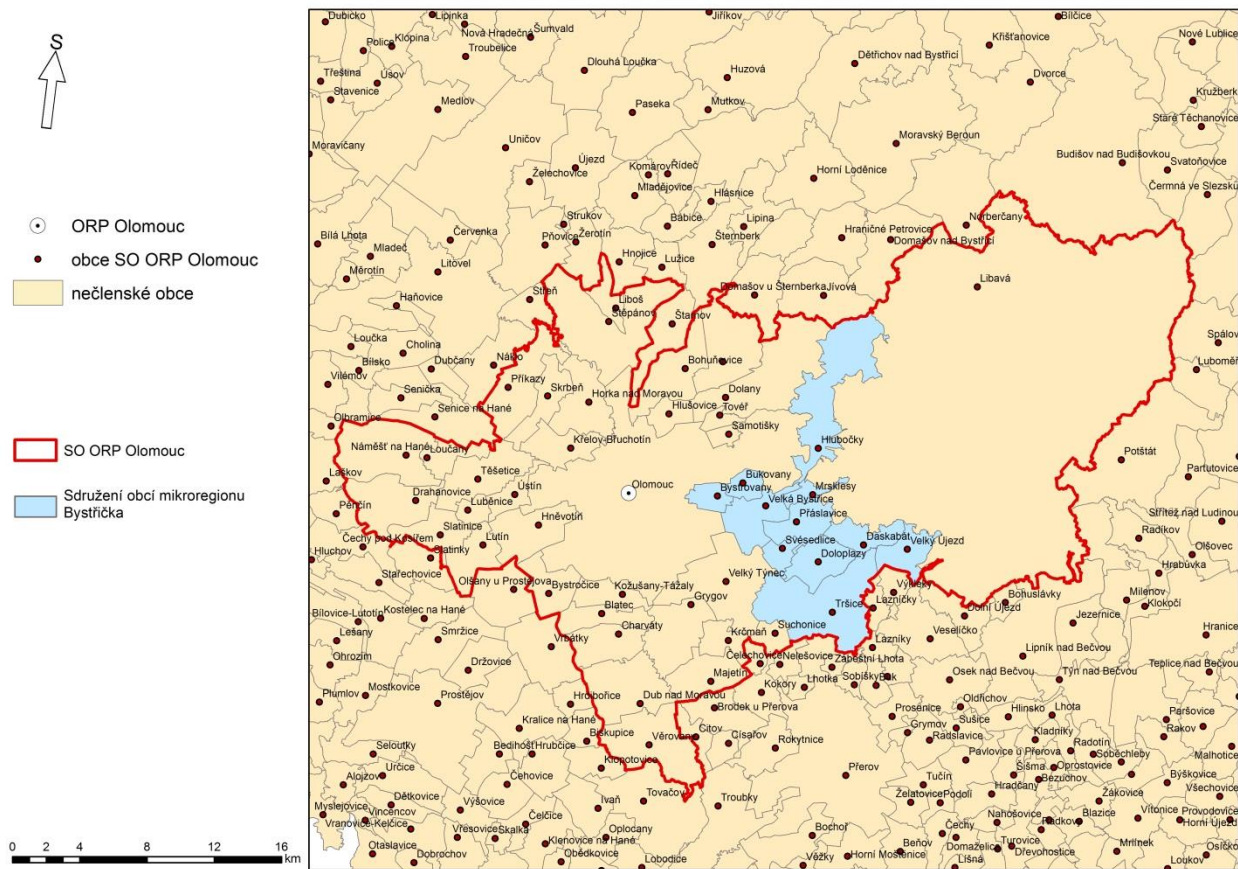 S
ORP Olomouc
obce SO ORP Olomouc
nečlenské obce
SO ORP Olomouc
Sdružení obcí mikroregionu
Bystřička
0 2 4 8 12 16
km
Dubičko
Lipinka
Jiříkov
Bílčice
Nová Hradečná
Šumvald
Klopina
Police
Troubelice
Křišťanovice
Nové Lublice
Dlouhá Loučka
Huzová
Dětřichov nad Bystřicí
Třeština
Úsov
Dvorce
Stavenice
Medlov
Paseka
Mutkov
Kružberk
Staré Těchanovice
Uničov
Moravský Beroun
Moravičany
Budišov nad Budišovkou
Svatoňovice
Újezd
Komárov
Řídeč
Želechovice
Horní Loděnice
Mladějovice
Hlásnice
Čermná ve Slezsku
Strukov
Babice
Lipina
Norberčany
Bílá Lhota
Mladeč
Červenka
Pňovice
Žerotín
Šternberk
Hraničné Petrovice
Domašov nad Bystřicí
Hnojice
Lužice
Měrotín
Litovel
Libavá
Haňovice
Střeň
Liboš
Štěpánov
Domašov u Šternberka
Jívová
Štarnov
Loučka
Cholina
Spálov
Bílsko
Dubčany
Náklo
Bohuňovice
Luboměř
Vilémov
Příkazy
Skrbeň
Dolany
Senička
Horka nad Moravou
Olbramice
Senice na Hané
Hlušovice
Tovéř
Samotišky
Náměšť na Hané
Loučany
Křelov-Břuchotín
Hlubočky
Potštát
Laškov
Těšetice
Bukovany
Partutovice
Drahanovice
Ústín
Olomouc
Bystrovany
Mrsklesy
Pěnčín
Luběnice
Velká Bystřice
Hněvotín
Přáslavice
Střítež nad Ludinou
Slatinice
Radíkov
Čechy pod Kosířem
Lutín
Svésedlice
Daskabát
Velký Újezd
Hluchov
Slatinky
Doloplazy
Olšovec
Hrabůvka
Stařechovice
Olšany u Prostějova
Bystročice
Kožušany-Tážaly
Velký Týnec
Výkleky
Bohuslávky
Milenov
Klokočí
Bílovice-Lutotín
Kostelec na Hané
Blatec
Grygov
Tršice
Lazníčky
Dolní Újezd
Jezernice
Lešany
Smržice
Charváty
Krčmaň
Suchonice
Veselíčko
Hranice
Vrbátky
Lazníky
Ohrozim
Držovice
Čelechovice
Nelešovice
Zábeštní Lhota
Lipník nad Bečvou
Teplice nad Bečvou
Majetín
Lhotka
Sobíšky
Buk
Osek nad Bečvou
Týn nad Bečvou
Plumlov
Mostkovice
Prostějov
Hrubčice
Dub nad Moravou
Kokory
Oldřichov
Brodek u Přerova
Prosenice
Hlinsko
Lhota
Paršovice
Kralice na Hané
Grymov
Sušice
Rakov
Biskupice
Věrovany
Citov
Císařov
Rokytnice
Radslavice
Kladníky
Seloutky
Bedihošť
Klopotovice
Pavlovice u Přerova
Radotín
Soběchleby
Malhotice
Určice
Přerov
Šišma
Oprostovice
Alojzov
Čehovice
Tučín
Bezuchov
Býškovice
Dětkovice
Ivaň
Tovačov
Hradčany
Žákovice
Všechovice
Myslejovice
Výšovice
Troubky
Želatovice
Podolí
Vincencov
Čelčice
Nahošovice
Radkova
Blazice
Vítonice
Provodovice
Horní Újezd
Vranovice-Kelčice
Vřesovice
Skalka
Oplocany
Bochoř
Čechy
Turovice
Klenovice na Hané
Beňov
Domaželice
Dřevohostice
Osíčko
Otaslavice
Dobrochov
Obědkovice
Lobodice
Věžky
Horní Moštěnice
Líšná
Mrlínek
Loukov